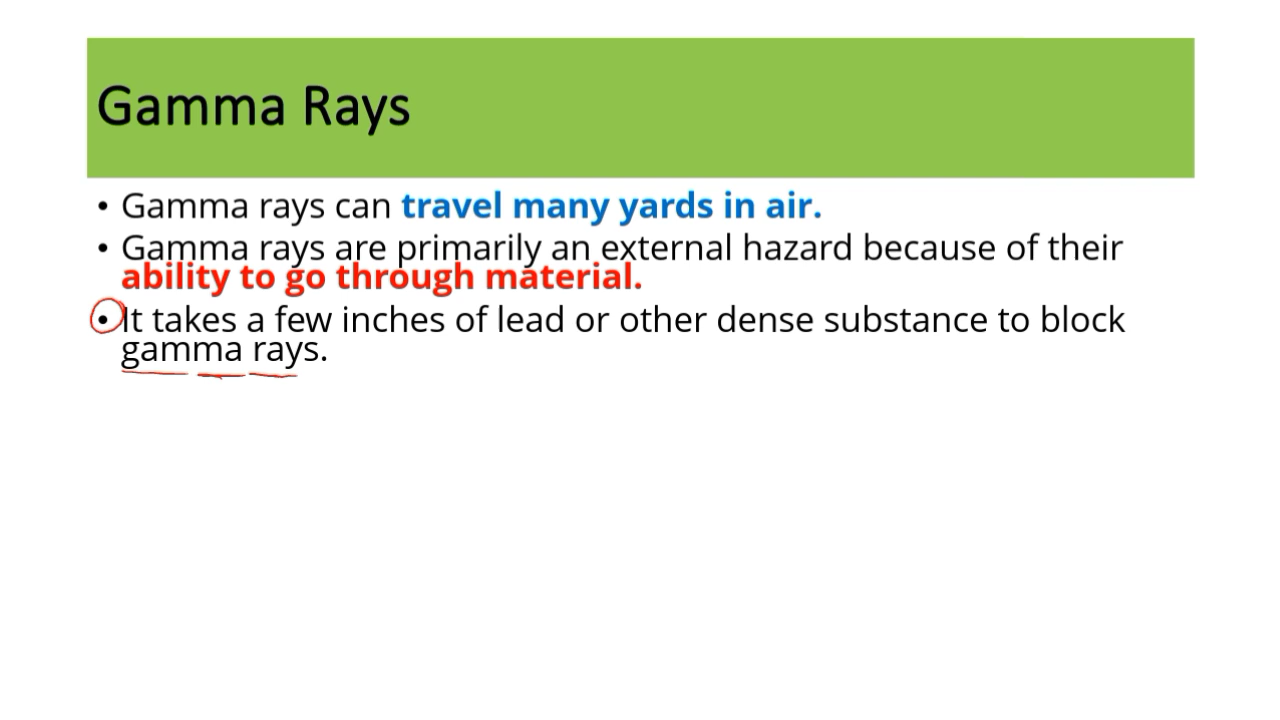 Gamma Rays
• Gamma rays can travel many yards in air.
• Gamma rays are primarily an external hazard because of their
ability to go through material.
• It takes a few inches of lead or other dense substance to block
gamma rays.